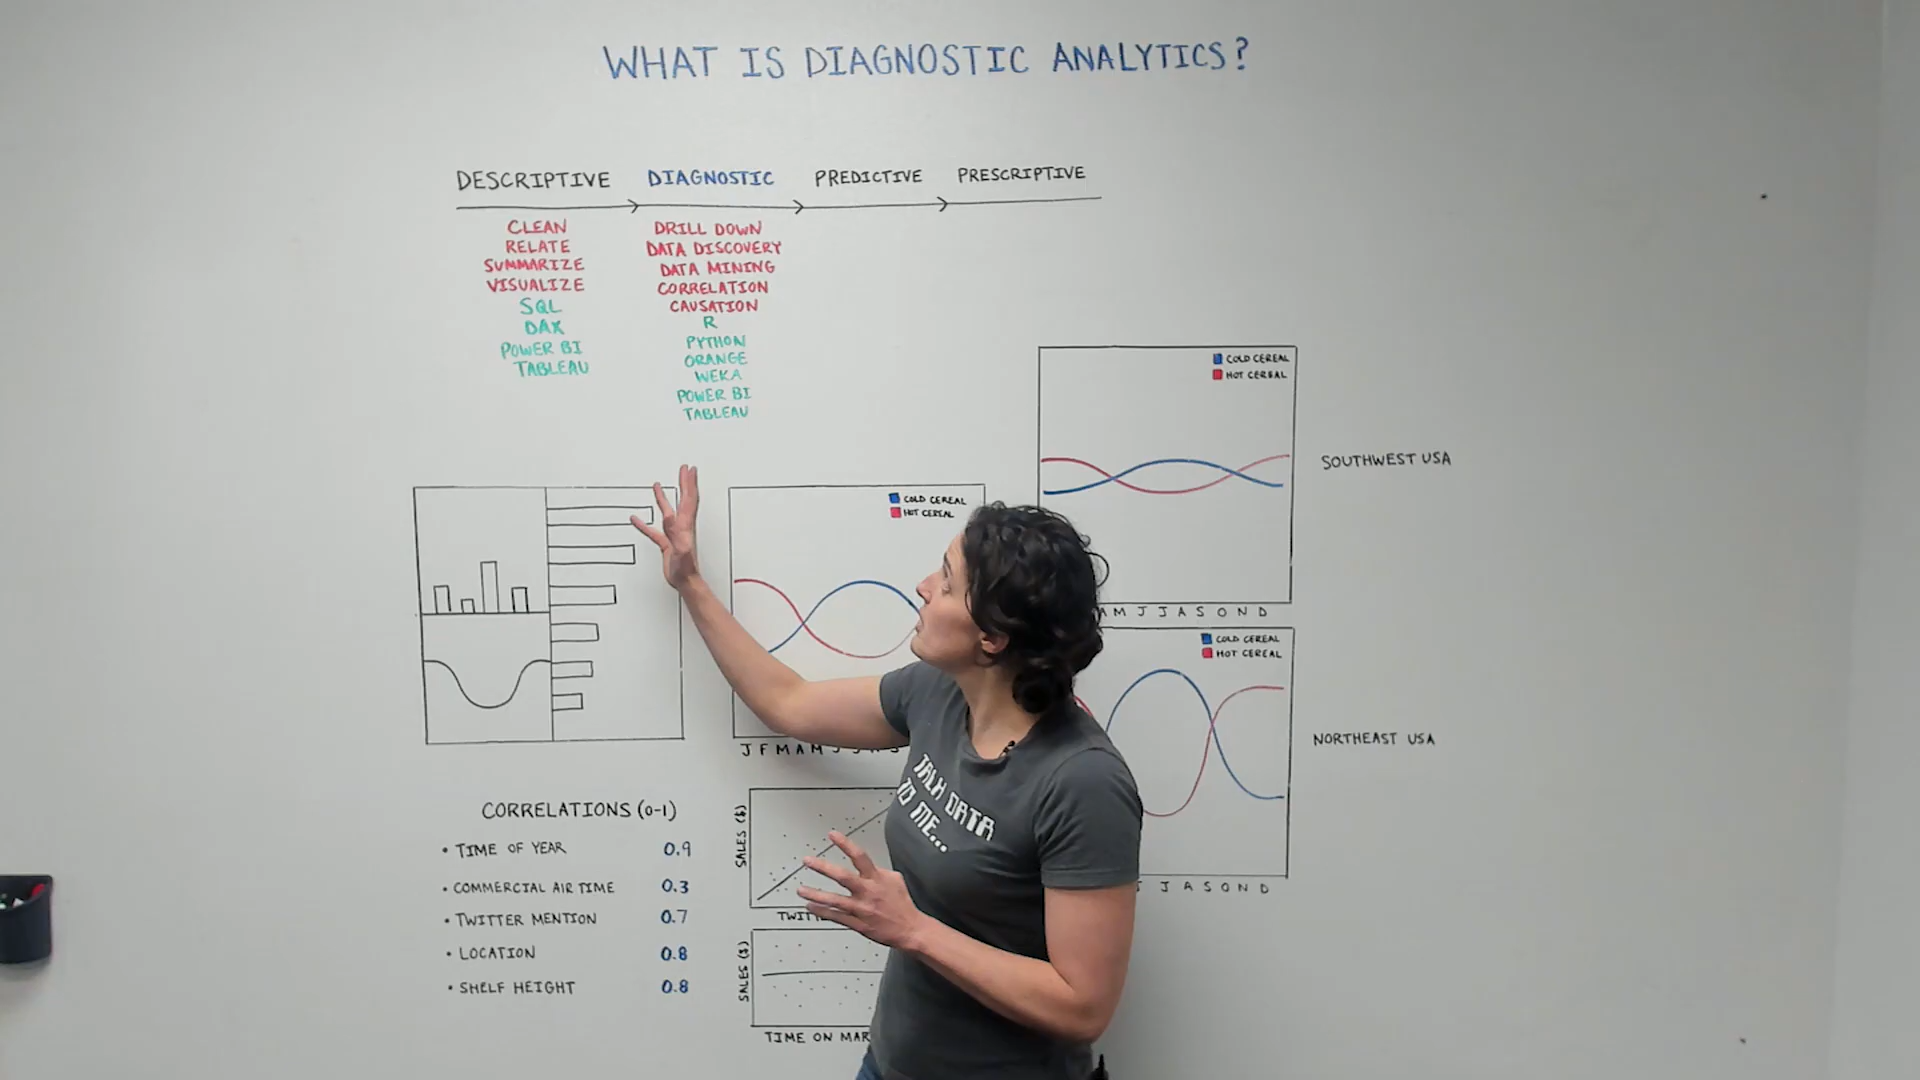 WHAT IS DIAGNOSTIC ANALYTICS?
DESCRIPTIVE
CLEAN
RELATE
SUMMARIZE
VISUALIZE
SQL
DAX
POWER BI
TABLEAU
DIAGNOSTIC
DRILL DOWN
DATA DISCOVERY
DATA MINING
CORRELATION
CAUSATION
R
PYTHON
ORANGE
WEKA
POWER BI
TABLEAU
PREDICTIVE
PRESCRIPTIVE
COLD CEREAL
HOT CEREAL
J F M A M J J A S
COLD CEREAL
HOT CEREAL
A M J J A S O N D
SOUTHWEST USA
COLD CEREAL
HOT CEREAL
J A S O N D
NORTHEAST USA
CORRELATIONS (0-1)
• TIME OF YEAR 0.9
• COMMERCIAL AIR TIME 0.3
• TWITTER MENTION 0.7
• LOCATION 0.8
• SHELF HEIGHT 0.8
SALES ($)
SALES ($)
TIME ON
TALK DATA
TO ME...